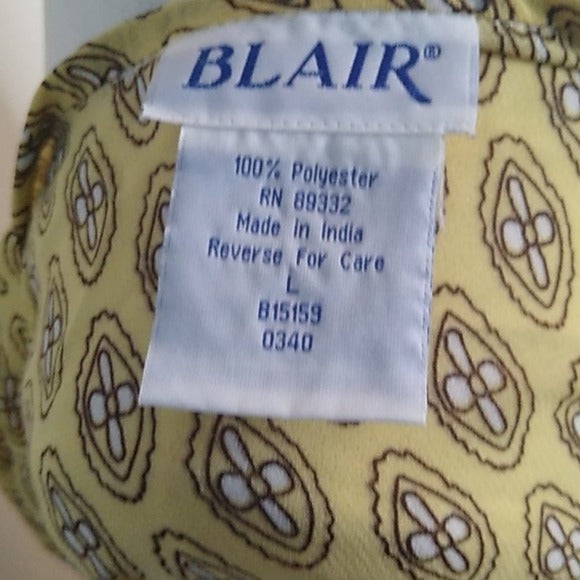 BLAIR®
100% Polyester
RN 89332
Made in India
Reverse For Care
L
B15159
0340